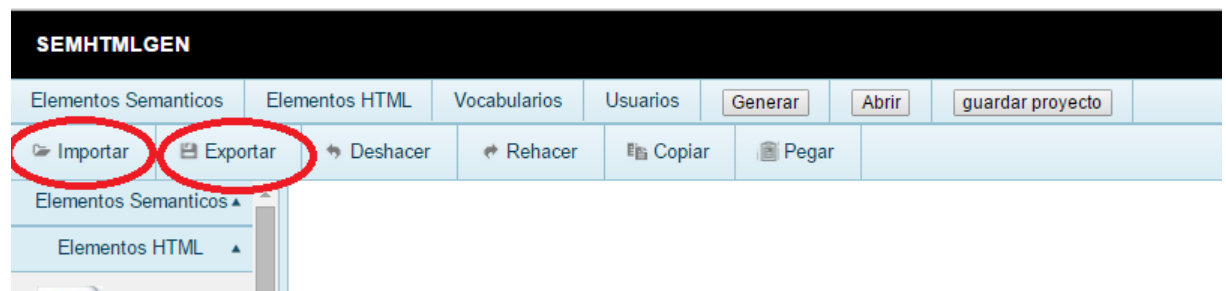 SEMHTMLGEN
Elementos Semanticos Elementos HTML Vocabularios Usuarios Generar Abrir guardar proyecto
Importar Exportar Deshacer Rehacer Copiar Pegar
Elementos Semanticos
Elementos HTML